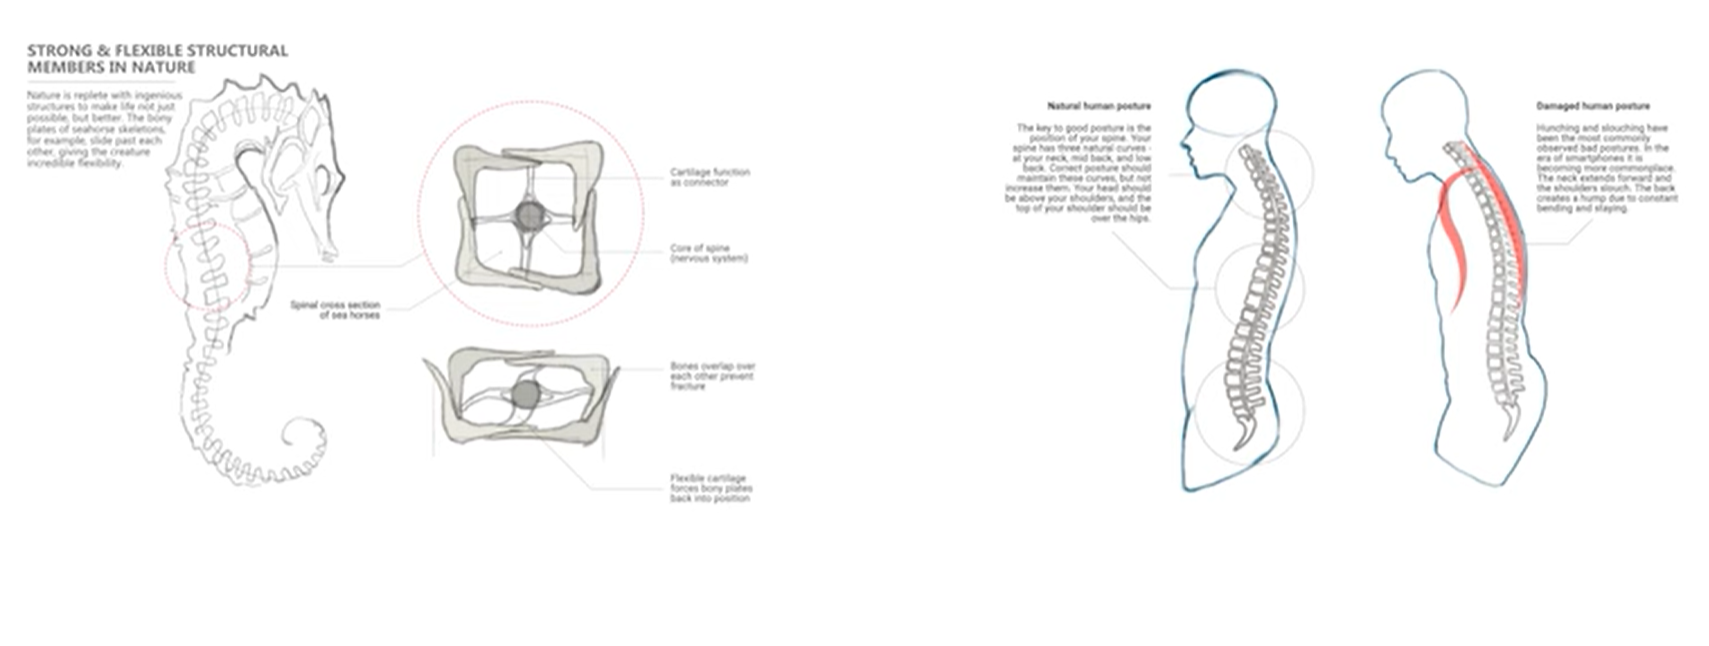 STRONG & FLEXIBLE STRUCTURAL
MEMBERS IN NATURE
Nature is replete with ingenious
structures to make life not just
possible, but better. The bony
plates of seahorse skeletons,
for example, slide past each
other, giving the creature
incredible flexibility.
Spinal cross section
of sea horses
Cartilage function
as connector
Core of spine
(nervous system)
Bones overlap over
each other prevent
fracture
Flexible cartilage
forces bony plates
back into position
Natural human posture
The key to good posture is the
position of your spine. Your
spine has three natural curves -
at your neck, mid back, and low
back. Correct posture should
maintain these curves, but not
increase them. Your head should
be above your shoulders, and the
top of your shoulder should be
over the hips.
Damaged human posture
Hunching and slouching have
been the most commonly
observed bad postures. In the
era of smartphones it is
becoming more commonplace.
The neck extends forward and
the shoulders slouch. The back
creates a hump due to constant
bending and staying.